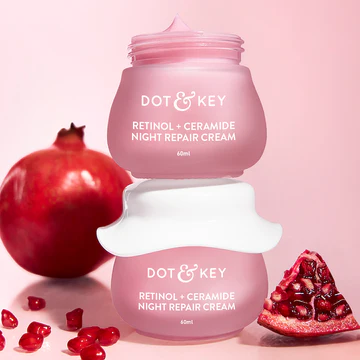 DOT & KEY
RETINOL + CERAMIDE
NIGHT REPAIR CREAM
60ml
DOT & KEY
RETINOL + CERAMIDE
NIGHT REPAIR CREAM
60ml